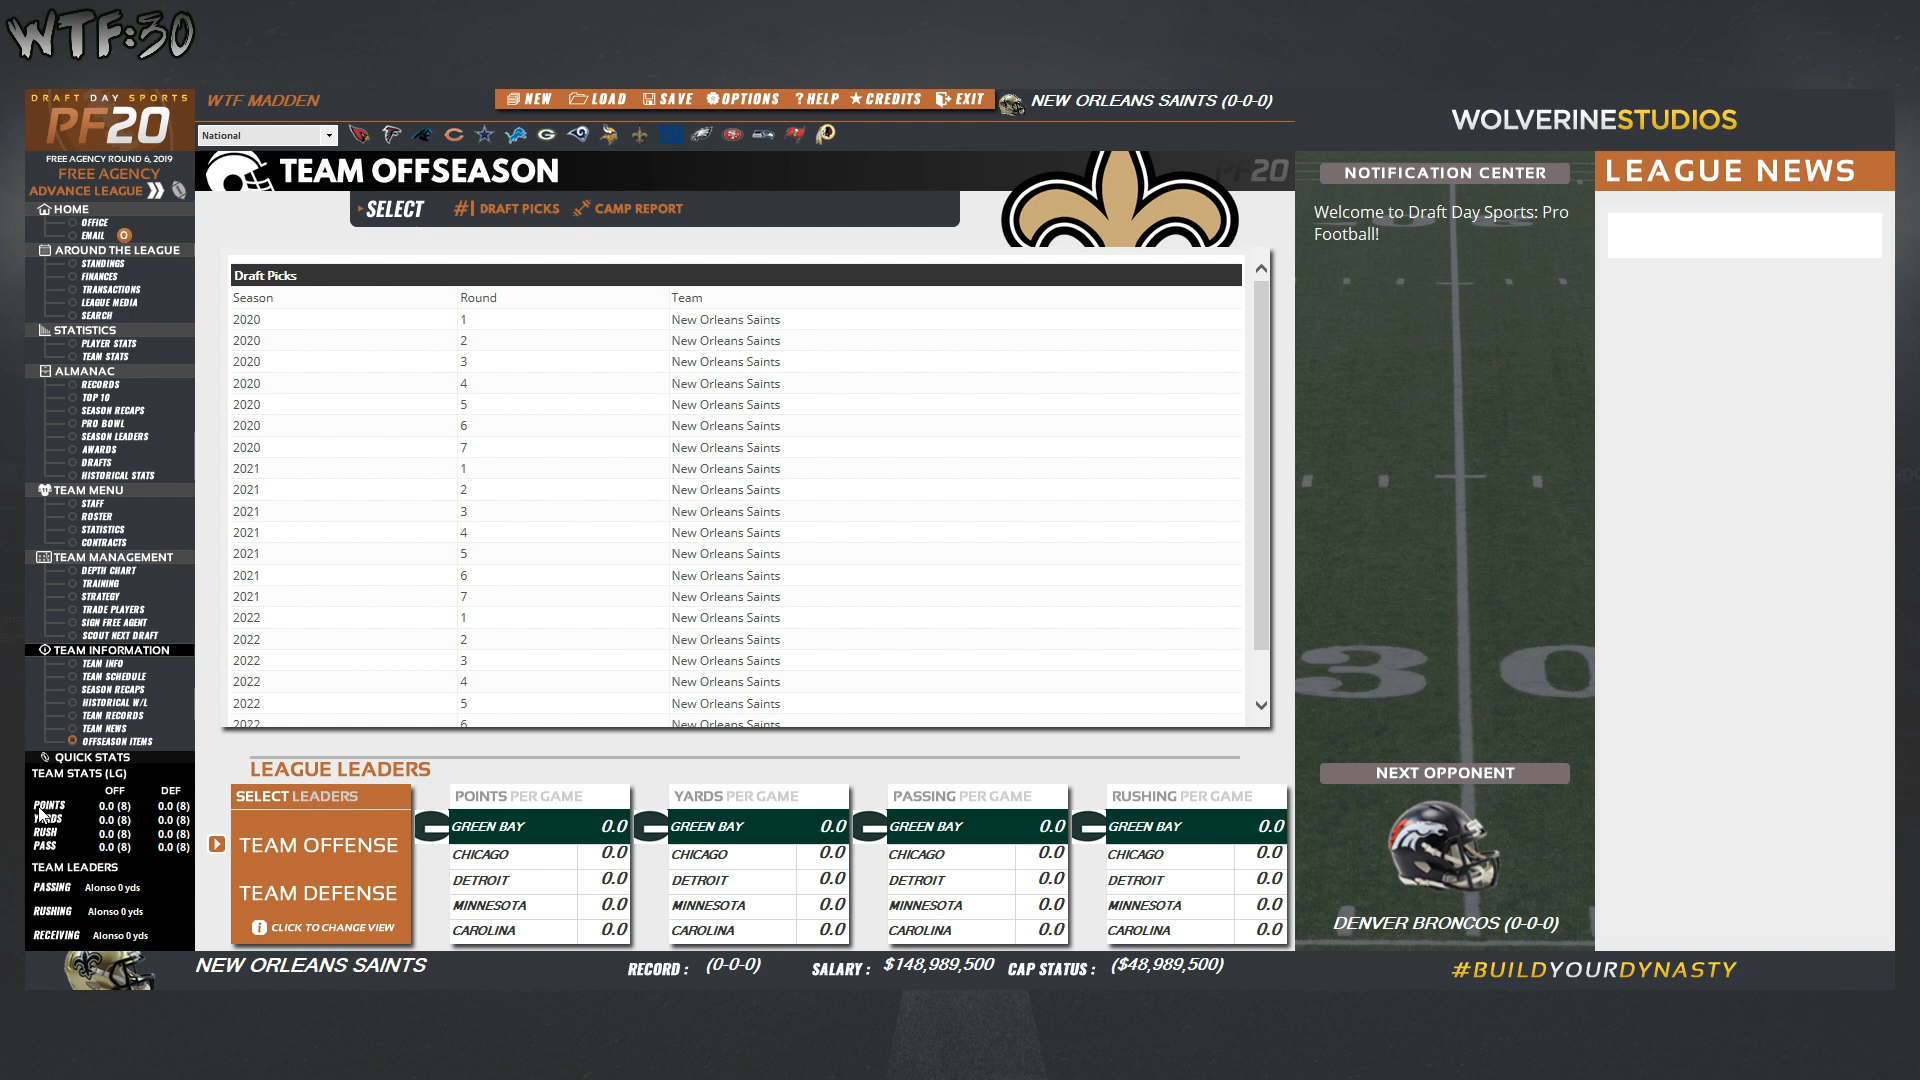 WTF:30
DRAFT DAY SPORTS
PF20
WTF MADDEN
NEW LOAD SAVE OPTIONS ? HELP CREDITS EXIT
NEW ORLEANS SAINTS (0-0-0)
WOLVERINESTUDIOS
National
FREE AGENCY ROUND 6, 2019
FREE AGENCY
ADVANCE LEAGUE
HOME
OFFICE
EMAIL 0
AROUND THE LEAGUE
STANDINGS
FINANCES
TRANSACTIONS
LEAGUE MEDIA
SEARCH
STATISTICS
PLAYER STATS
TEAM STATS
ALMANAC
RECORDS
TOP 10
SEASON RECAPS
PRO BOWL
SEASON LEADERS
AWARDS
DRAFTS
HISTORICAL STATS
TEAM MENU
STAFF
ROSTER
STATISTICS
CONTRACTS
TEAM MANAGEMENT
DEPTH CHART
TRAINING
STRATEGY
TRADE PLAYERS
SIGN FREE AGENT
SCOUT NEXT DRAFT
TEAM INFORMATION
TEAM INFO
TEAM SCHEDULE
SEASON RECAPS
HISTORICAL W/L
TEAM RECORDS
TEAM NEWS
OFFSEASON ITEMS
QUICK STATS
TEAM STATS (LG)
OFF DEF
POINTS 0.0 (8) 0.0 (8)
YARDS 0.0 (8) 0.0 (8)
RUSH 0.0 (8) 0.0 (8)
PASS 0.0 (8) 0.0 (8)
TEAM LEADERS
PASSING Alonso 0 yds
RUSHING Alonso 0 yds
RECEIVING Alonso 0 yds
TEAM OFFSEASON
PF20
SELECT #1 DRAFT PICKS CAMP REPORT
Draft Picks
Season Round Team
2020 1 New Orleans Saints
2020 2 New Orleans Saints
2020 3 New Orleans Saints
2020 4 New Orleans Saints
2020 5 New Orleans Saints
2020 6 New Orleans Saints
2020 7 New Orleans Saints
2021 1 New Orleans Saints
2021 2 New Orleans Saints
2021 3 New Orleans Saints
2021 4 New Orleans Saints
2021 5 New Orleans Saints
2021 6 New Orleans Saints
2021 7 New Orleans Saints
2022 1 New Orleans Saints
2022 2 New Orleans Saints
2022 3 New Orleans Saints
2022 4 New Orleans Saints
2022 5 New Orleans Saints
2022 6 New Orleans Saints
LEAGUE LEADERS
SELECT LEADERS
TEAM OFFENSE
TEAM DEFENSE
CLICK TO CHANGE VIEW
POINTS PER GAME
GREEN BAY 0.0
CHICAGO 0.0
DETROIT 0.0
MINNESOTA 0.0
CAROLINA 0.0
YARDS PER GAME
GREEN BAY 0.0
CHICAGO 0.0
DETROIT 0.0
MINNESOTA 0.0
CAROLINA 0.0
PASSING PER GAME
GREEN BAY 0.0
CHICAGO 0.0
DETROIT 0.0
MINNESOTA 0.0
CAROLINA 0.0
RUSHING PER GAME
GREEN BAY 0.0
CHICAGO 0.0
DETROIT 0.0
MINNESOTA 0.0
CAROLINA 0.0
NOTIFICATION CENTER
Welcome to Draft Day Sports: Pro
Football!
3 0
NEXT OPPONENT
DENVER BRONCOS (0-0-0)
LEAGUE NEWS
NEW ORLEANS SAINTS
RECORD : (0-0-0) SALARY : $148,989,500 CAP STATUS : ($48,989,500)
#BUILDYOURDYNASTY